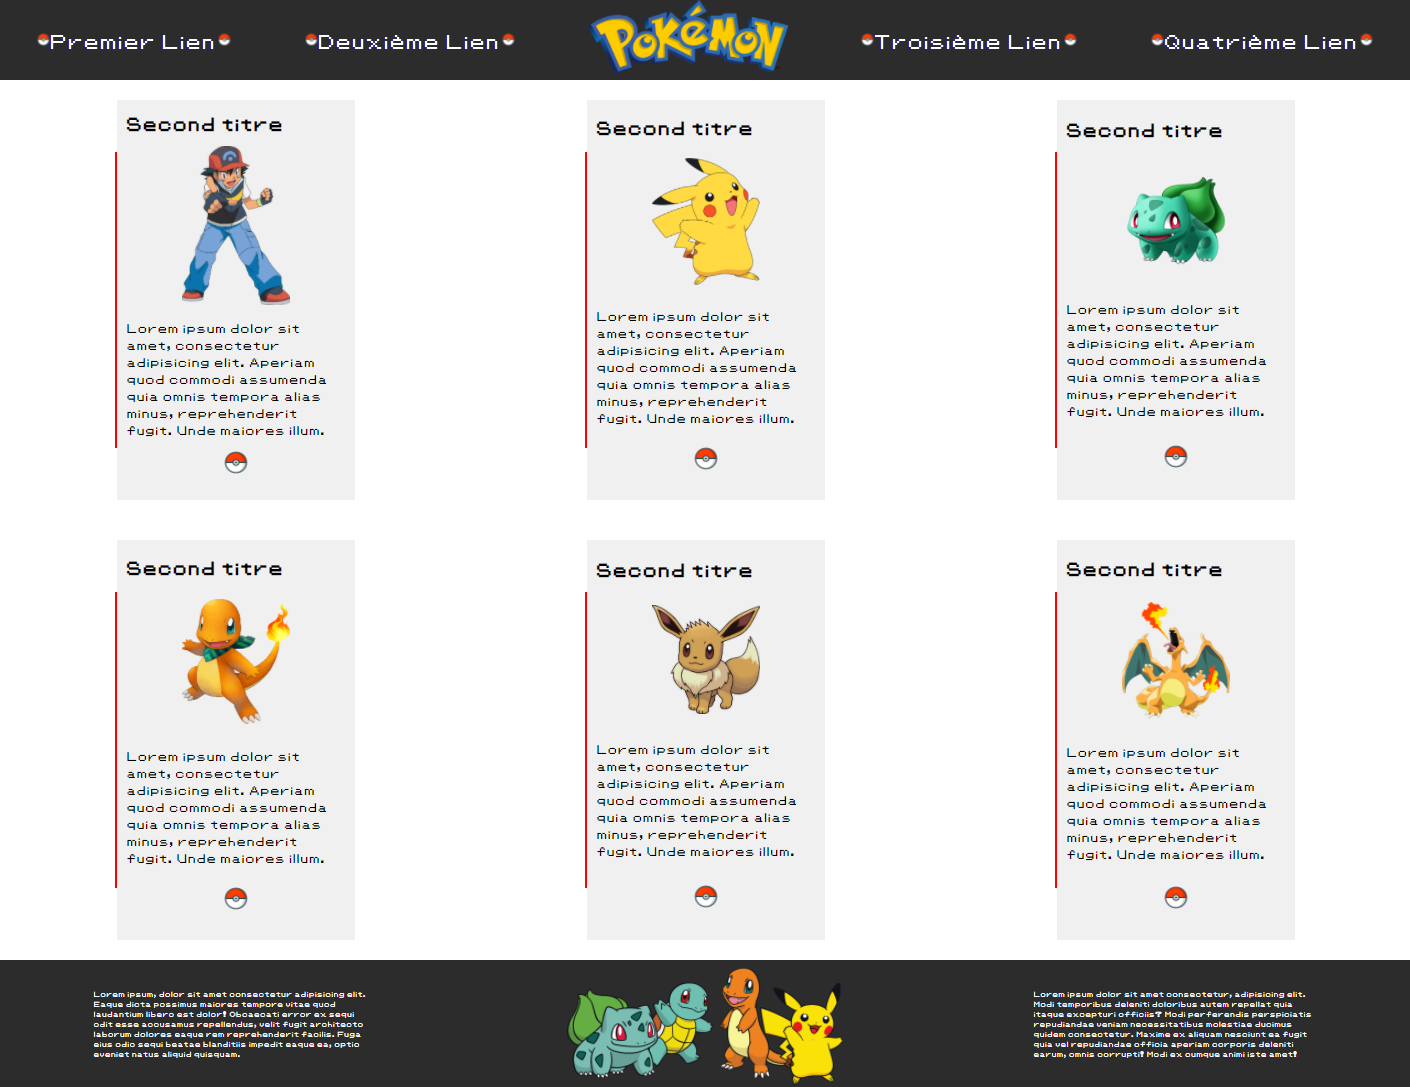 Premier Lien
Deuxième Lien
POKéMON
Troisième Lien
Quatrième Lien
Second titre
Lorem ipsum dolor sit
amet, consectetur
adipisicing elit. Aperiam
quod commodi assumenda
quia omnis tempora alias
minus, reprehenderit
fugit. Unde maiores illum.
Second titre
Lorem ipsum dolor sit
amet, consectetur
adipisicing elit. Aperiam
quod commodi assumenda
quia omnis tempora alias
minus, reprehenderit
fugit. Unde maiores illum.
Second titre
Lorem ipsum dolor sit
amet, consectetur
adipisicing elit. Aperiam
quod commodi assumenda
quia omnis tempora alias
minus, reprehenderit
fugit. Unde maiores illum.
Second titre
Lorem ipsum dolor sit
amet, consectetur
adipisicing elit. Aperiam
quod commodi assumenda
quia omnis tempora alias
minus, reprehenderit
fugit. Unde maiores illum.
Second titre
Lorem ipsum dolor sit
amet, consectetur
adipisicing elit. Aperiam
quod commodi assumenda
quia omnis tempora alias
minus, reprehenderit
fugit. Unde maiores illum.
Second titre
Lorem ipsum dolor sit
amet, consectetur
adipisicing elit. Aperiam
quod commodi assumenda
quia omnis tempora alias
minus, reprehenderit
fugit. Unde maiores illum.
Lorem ipsum, dolor sit amet consectetur adipisicing elit.
Eaque dicta possimus maiores tempore vitae quod
laudantium libero est dolor! Obcaecati error ex sequi
odit esse accusamus repellendus, velit fugit architecto
laborum dolores eaque rem reprehenderit facilis. Fuga
eius odio sequi beatae blanditiis impedit eaque ea, optio
eveniet natus aliquid quisquam.
Lorem ipsum dolor sit amet consectetur, adipisicing elit.
Modi temporibus deleniti doloribus autem repellat quia
itaque excepturi officiis? Modi perferendis perspiciatis
repudiandae veniam necessitatibus molestiae ducimus
quidem consectetur. Maxime ex aliquam nesciunt ea fugit
quia vel repudiandae officia aperiam corporis deleniti
earum, omnis corrupti! Modi ex cumque animi iste amet!